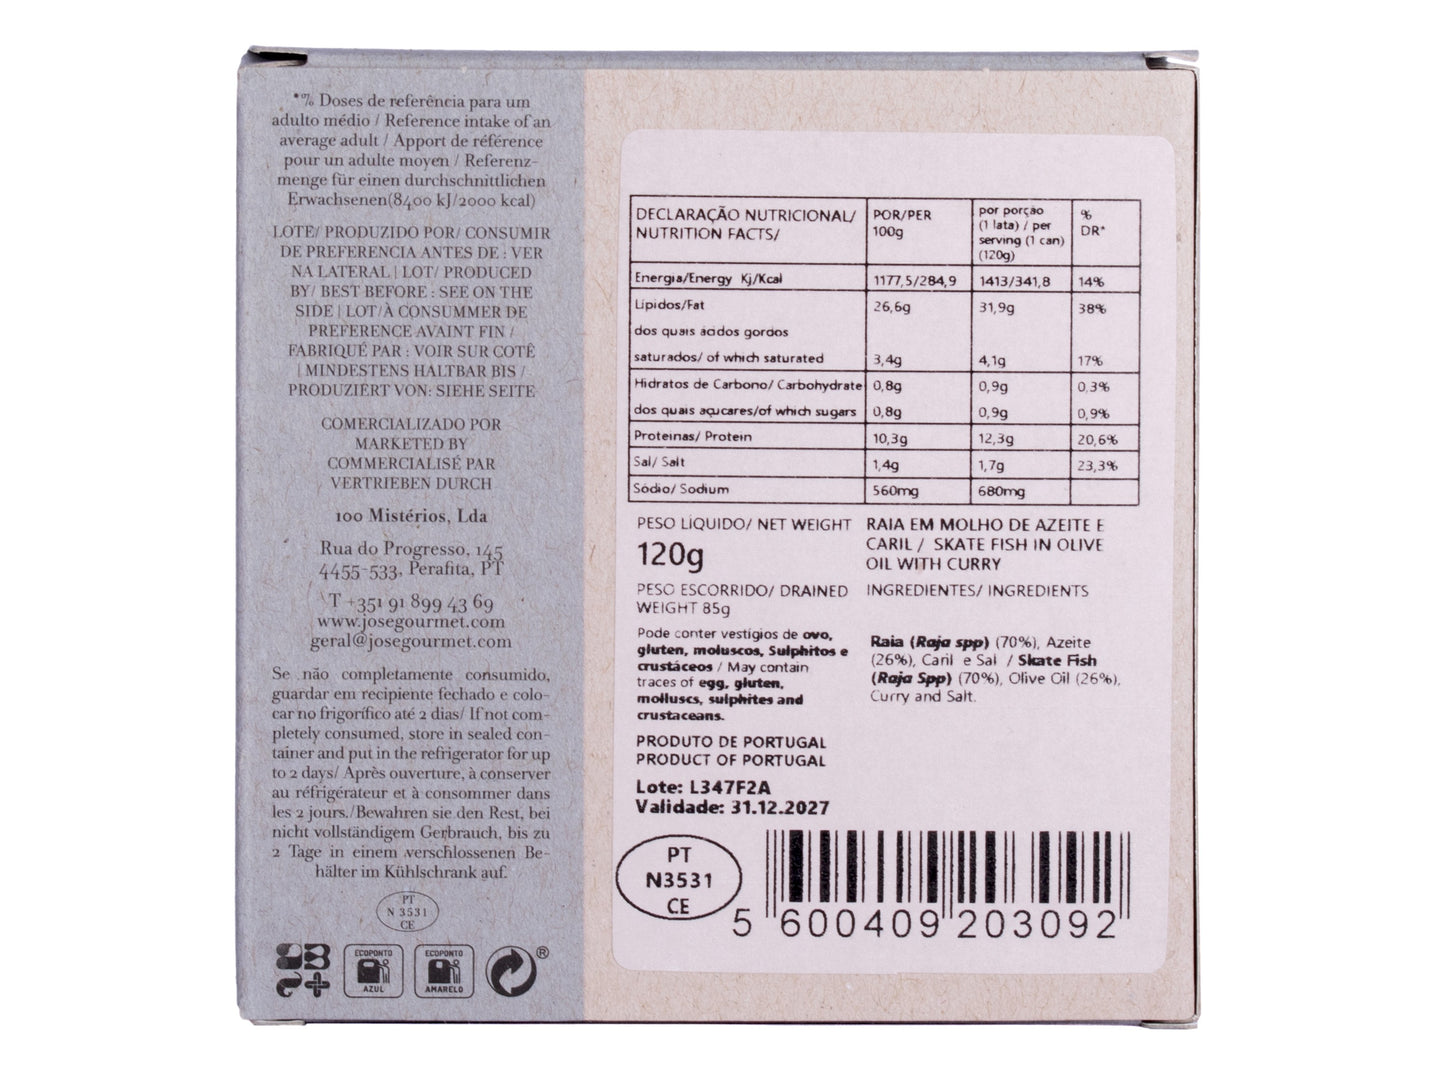 *% Doses de referência para um
adulto médio / Reference intake of an
average adult / Apport de référence
pour un adulte moyen / Referenz-
menge für einen durchschnittlichen
Erwachsenen(8400 kJ/2000 kcal)
LOTE/ PRODUZIDO POR/ CONSUMIR
DE PREFERENCIA ANTES DE : VER
NA LATERAL | LOT/ PRODUCED
BY/ BEST BEFORE : SEE ON THE
SIDE | LOT/À CONSUMMER DE
PREFERENCE AVAINT FIN /
FABRIQUÉ PAR : VOIR SUR COTÊ
| MINDESTENS HALTBAR BIS /
PRODUZIERT VON: SIEHE SEITE
COMERCIALIZADO POR
MARKETED BY
COMMERCIALISÉ PAR
VERTRIEBEN DURCH
100 Mistérios, Lda
Rua do Progresso, 145
4455-533, Perafita, PT
T +351 91 899 43 69
www.josegourmet.com
geral@josegourmet.com
Se não completamente consumido,
guardar em recipiente fechado e colo-
car no frigorífico até 2 dias/ If not com-
pletely consumed, store in sealed con-
tainer and put in the refrigerator for up
to 2 days/ Après ouverture, à conserver
au réfrigérateur et à consommer dans
les 2 jours./Bewahren sie den Rest, bei
nicht vollständigem Gerbrauch, bis zu
2 Tage in einem verschlossenen Be-
hälter im Kühlschrank auf.
PT
N 3531
CE
ECOPONTO
AZUL
ECOPONTO
AMARELO
®
DECLARAÇÃO NUTRICIONAL/
NUTRITION FACTS/
POR/PER
100g
por porção
(1 lata) / per
serving (1 can)
(120g)
%
DR*
Energia/Energy Kj/Kcal 1177,5/284,9 1413/341,8 14%
Lípidos/Fat 26,6g 31,9g 38%
dos quais ácidos gordos
saturados/ of which saturated 3,4g 4,1g 17%
Hidratos de Carbono/ Carbohydrate 0,8g 0,9g 0,3%
dos quais açucares/of which sugars 0,8g 0,9g 0,9%
Proteinas/ Protein 10,3g 12,3g 20,6%
Sal/ Salt 1,4g 1,7g 23,3%
Sódio/ Sodium 560mg 680mg
PESO LÍQUIDO/ NET WEIGHT
120g
PESO ESCORRIDO/ DRAINED
WEIGHT 85g
Pode conter vestígios de ovo,
gluten, moluscos, Sulphitos e
crustáceos / May contain
traces of egg, gluten,
molluscs, sulphites and
crustaceans.
PRODUTO DE PORTUGAL
PRODUCT OF PORTUGAL
Lote: L347F2A
Validade: 31.12.2027
RAIA EM MOLHO DE AZEITE E
CARIL / SKATE FISH IN OLIVE
OIL WITH CURRY
INGREDIENTES/ INGREDIENTS
Raia (Raja spp) (70%), Azeite
(26%), Caril e Sal / Skate Fish
(Raja Spp) (70%), Olive Oil (26%),
Curry and Salt.
PT
N3531
CE
5 600409 203092